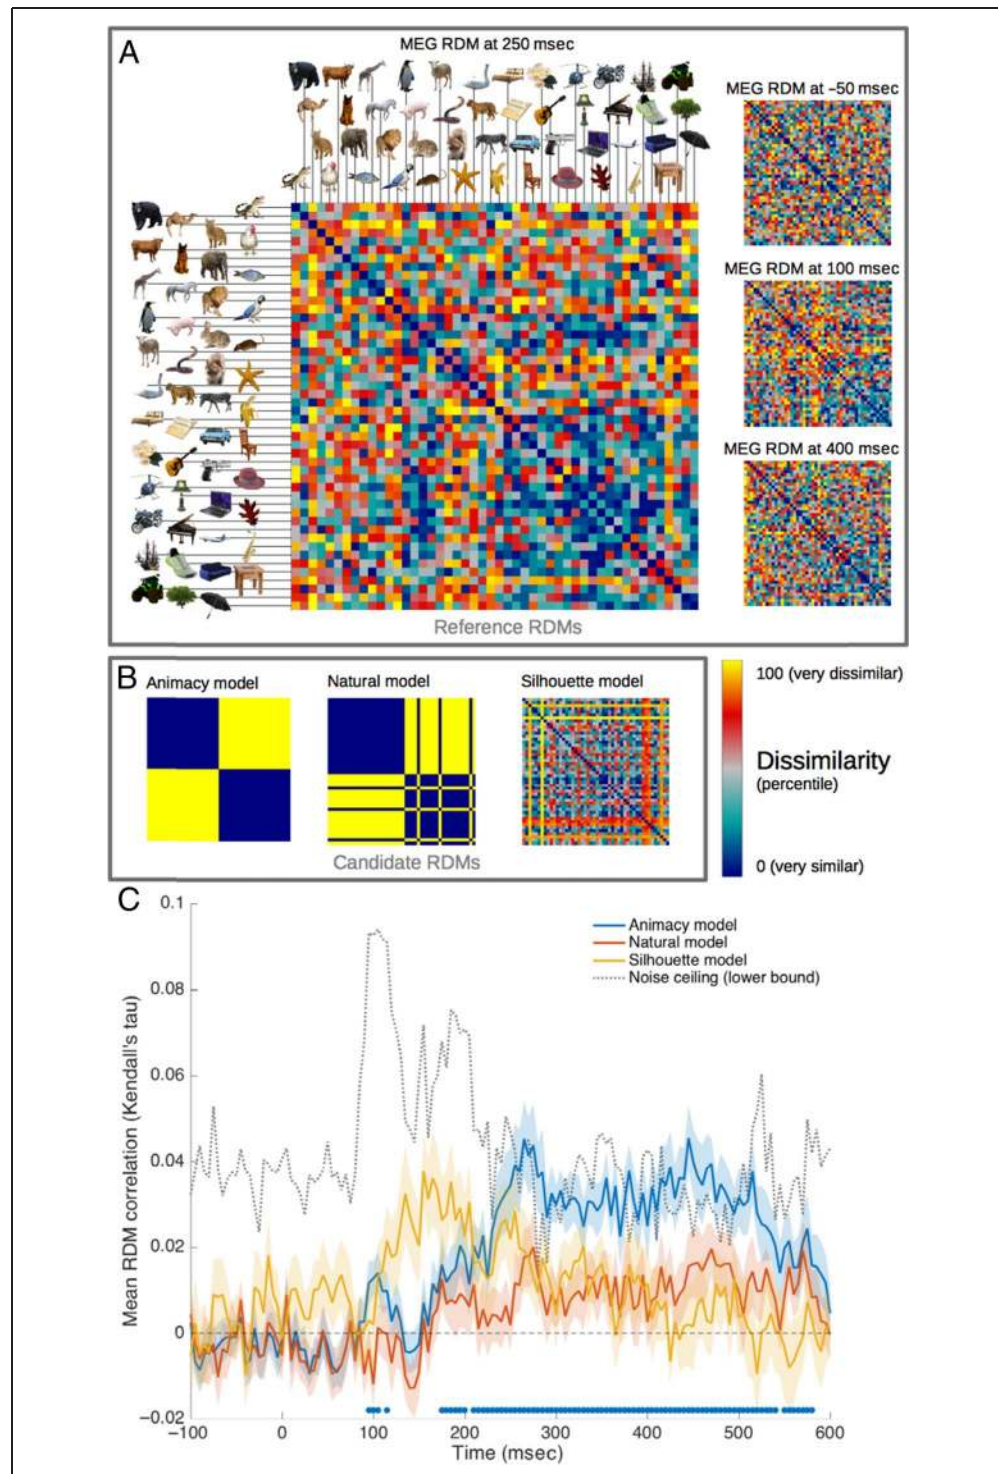 A
MEG RDM at 250 msec
MEG RDM at −50 msec
MEG RDM at 100 msec
MEG RDM at 400 msec
Reference RDMs
B
Animacy model
Natural model
Silhouette model
Candidate RDMs
100 (very dissimilar)
Dissimilarity
(percentile)
0 (very similar)
C
Animacy model
Natural model
Silhouette model
Noise ceiling (lower bound)
Mean RDM correlation (Kendall's tau)
0.1
0.08
0.06
0.04
0.02
0
−0.02
−100
0
100
200
300
400
500
600
Time (msec)